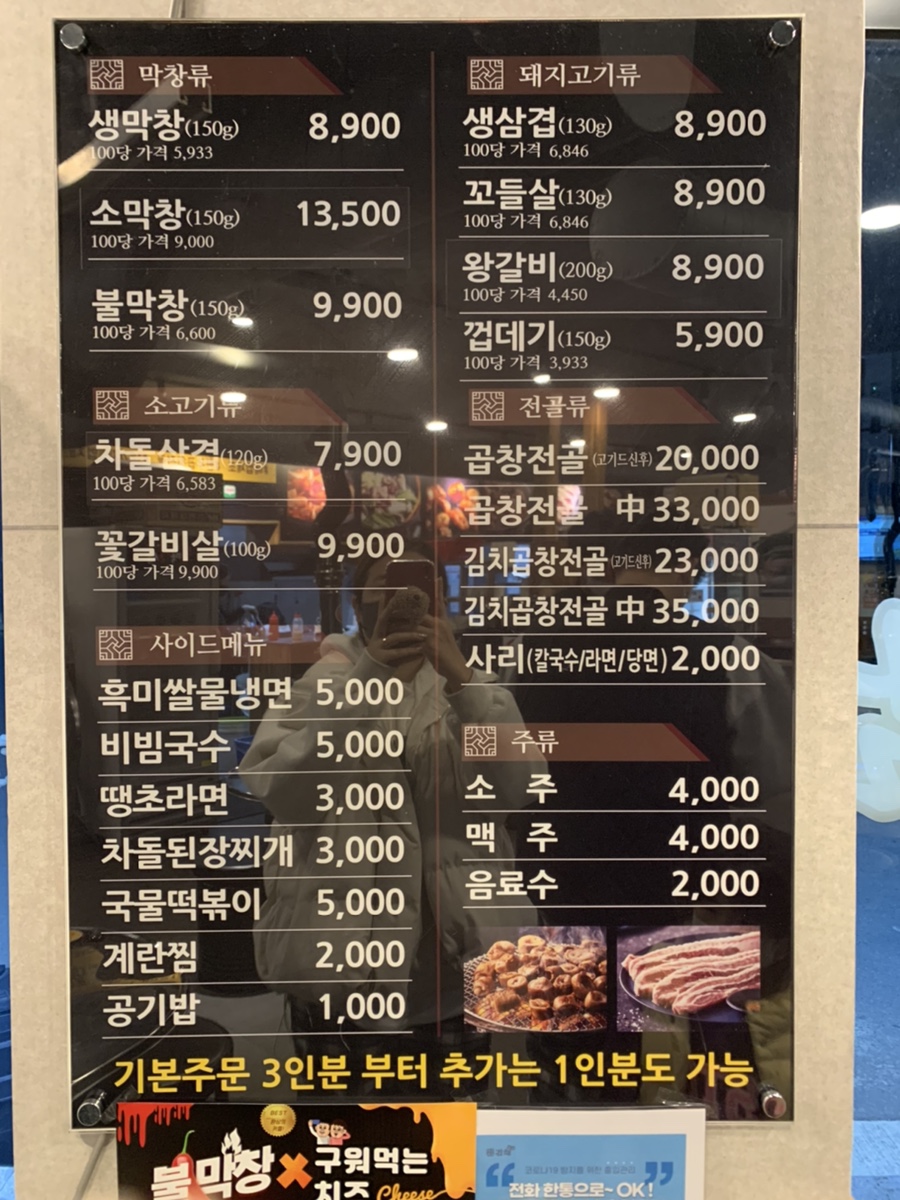 막창류
생막창(150g) 8,900
100당 가격 5,933
소막창(150g) 13,500
100당 가격 9,000
불막창(150g) 9,900
100당 가격 6,600
소고기류
차돌삼겹(120g) 7,900
100당 가격 6,583
꽃갈비살(100g) 9,900
100당 가격 9,900
사이드메뉴
흑미쌀물냉면 5,000
비빔국수 5,000
땡초라면 3,000
차돌된장찌개 3,000
국물떡볶이 5,000
계란찜 2,000
공기밥 1,000
돼지고기류
생삼겹(130g) 8,900
100당 가격 6,846
꼬들살(130g) 8,900
100당 가격 6,846
왕갈비(200g) 8,900
100당 가격 4,450
껍데기(150g) 5,900
100당 가격 3,933
전골류
곱창전골(고기드신후) 20,000
곱창전골 中 33,000
김치곱창전골(고기드신후) 23,000
김치곱창전골 中 35,000
사리(칼국수/라면/당면) 2,000
주류
소 주 4,000
맥 주 4,000
음료수 2,000
기본주문 3인분 부터 추가는 1인분도 가능
BEST
불막창×구워먹는
치즈 Cheese
전화 한통으로~ OK!